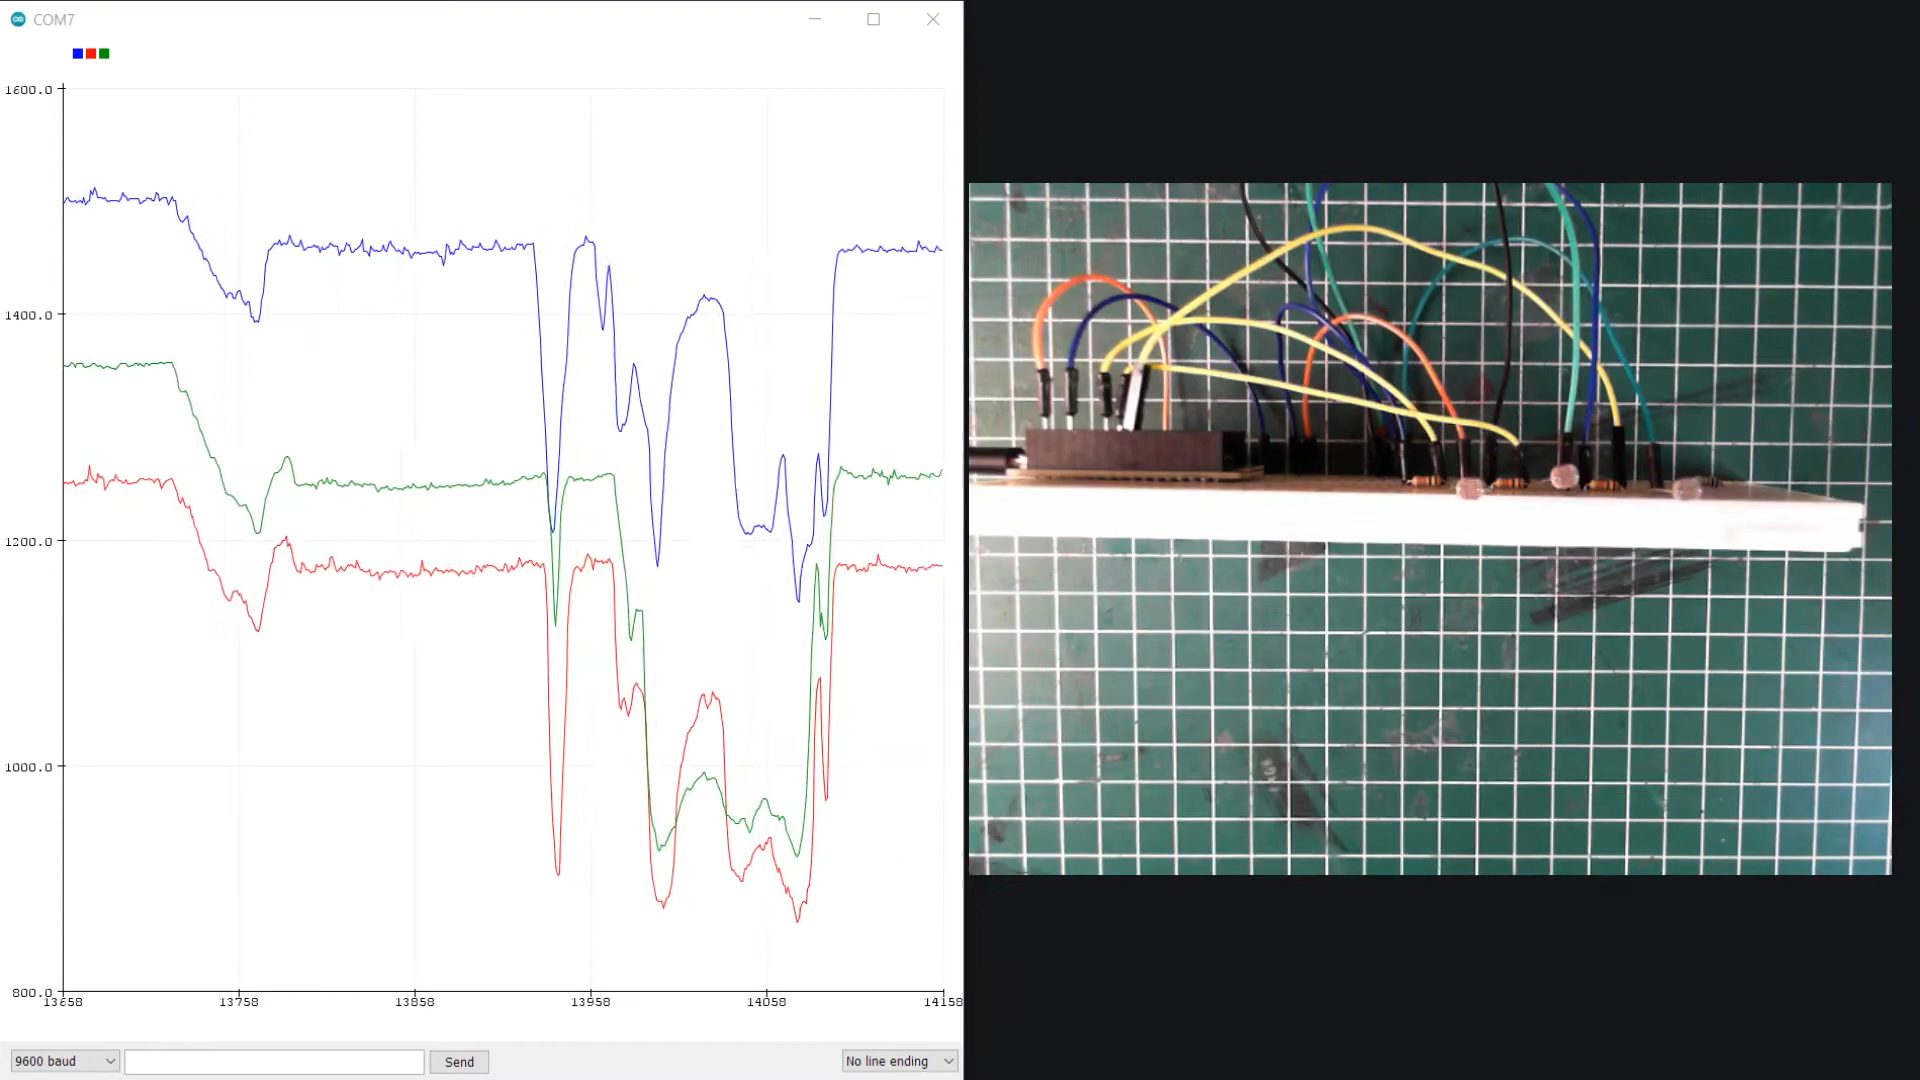 COM7
1600.0
1400.0
1200.0
1000.0
800.0
13658 13758 13858 13958 14058 14158
9600 baud Send No line ending